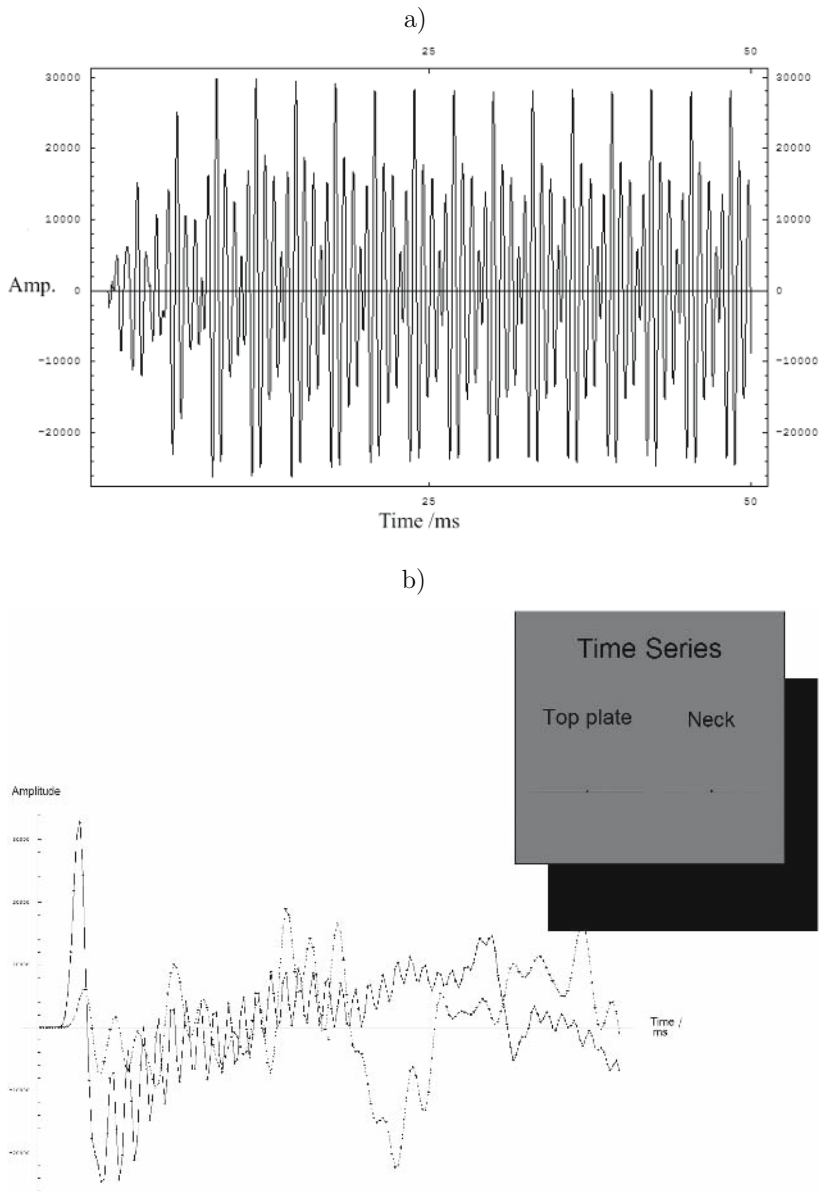 a)
25 50
30000 30000
20000 20000
10000 10000
Amp. 0 0
-10000 -10000
-20000 -20000
25 50
Time /ms
b)
Time Series
Top plate Neck
Amplitude
Time /
ms